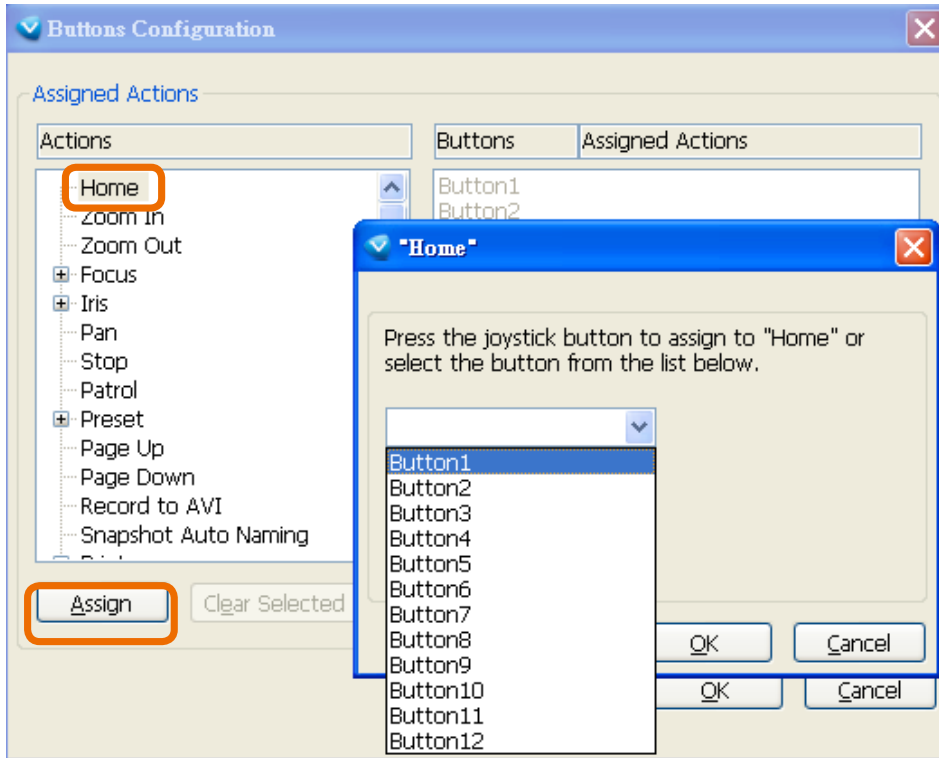 Buttons Configuration
Assigned Actions
Actions
Buttons
Assigned Actions
Home
Zoom In
Zoom Out
Focus
Iris
Pan
Stop
Patrol
Preset
Page Up
Page Down
Record to AVI
Snapshot Auto Naming
Button1
Button2
Assign
Clear Selected
"Home"
Press the joystick button to assign to "Home" or
select the button from the list below.
Button1
Button2
Button3
Button4
Button5
Button6
Button7
Button8
Button9
Button10
Button11
Button12
OK
Cancel
OK
Cancel